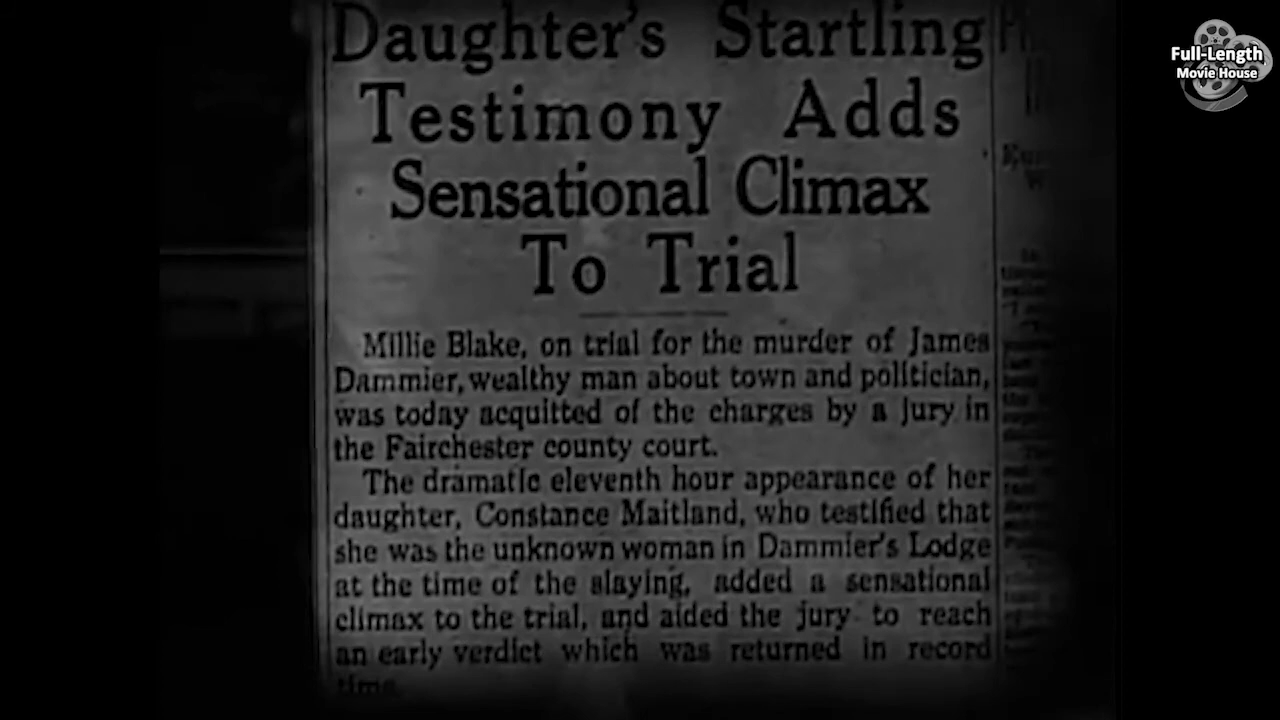 Daughter's Startling
Testimony Adds
Sensational Climax
To Trial
Millie Blake, on trial for the murder of James
Dammier, wealthy man about town and politician,
was today acquitted of the charges by a jury in
the Fairchester county court.
The dramatic eleventh hour appearance of her
daughter, Constance Maitland, who testified that
she was the unknown woman in Dammier's Lodge
at the time of the slaying, added a sensational
climax to the trial, and aided the jury to reach
an early verdict which was returned in record
time.
Full-Length
Movie House